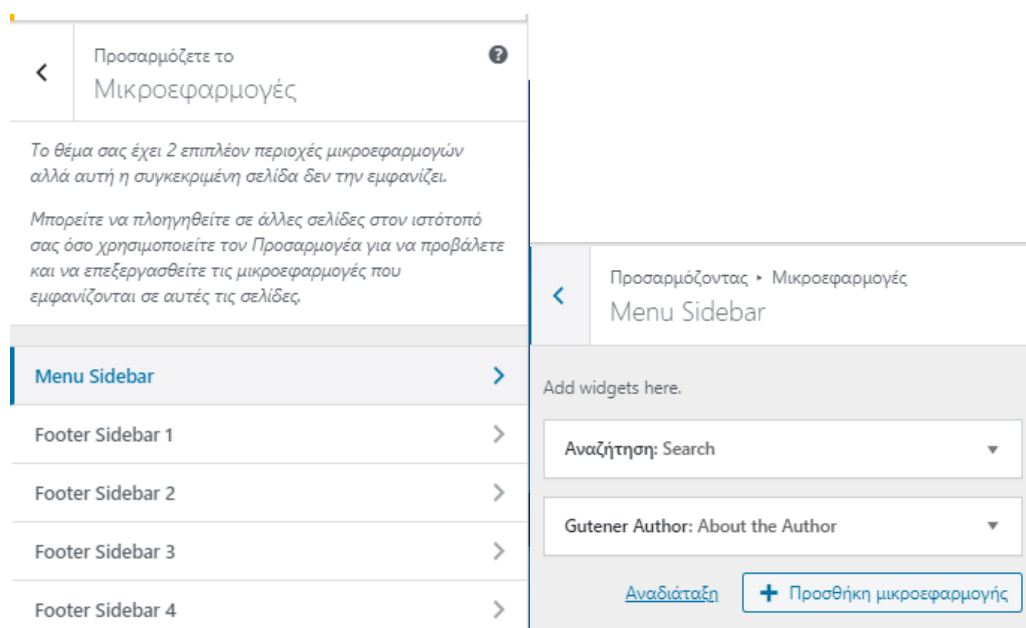 Προσαρμόζετε το
Μικροεφαρμογές
Το θέμα σας έχει 2 επιπλέον περιοχές μικροεφαρμογών
αλλά αυτή η συγκεκριμένη σελίδα δεν την εμφανίζει.
Μπορείτε να πλοηγηθείτε σε άλλες σελίδες στον ιστότοπό
σας όσο χρησιμοποιείτε τον Προσαρμογέα για να προβάλετε
και να επεξεργασθείτε τις μικροεφαρμογές που
εμφανίζονται σε αυτές τις σελίδες.
Menu Sidebar
Footer Sidebar 1
Footer Sidebar 2
Footer Sidebar 3
Footer Sidebar 4
Προσαρμόζοντας ▸ Μικροεφαρμογές
Menu Sidebar
Add widgets here.
Αναζήτηση: Search
Gutener Author: About the Author
Αναδιάταξη
Προσθήκη μικροεφαρμογής